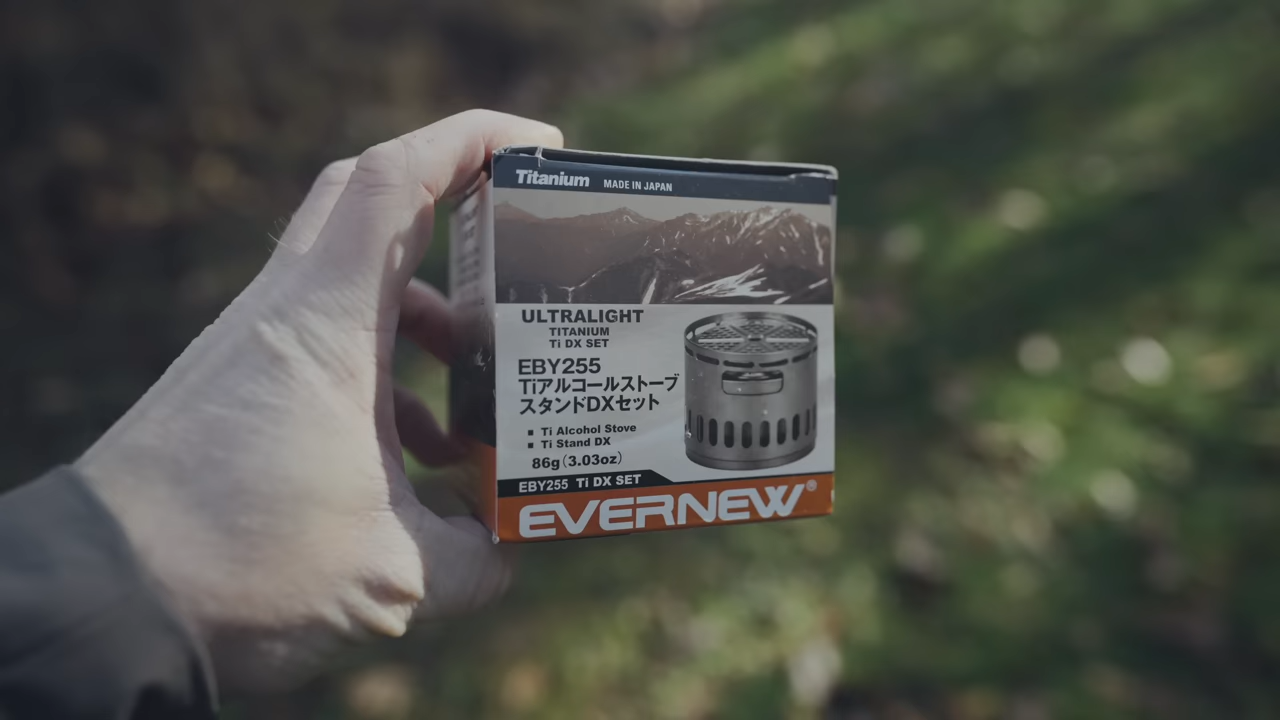 Titanium MADE IN JAPAN
ULTRALIGHT
TITANIUM
Ti DX SET
EBY255
Tiアルコールストーブ
スタンドDXセット
▪ Ti Alcohol Stove
▪ Ti Stand DX
86g(3.03oz)
EBY255 Ti DX SET
EVERNEW®